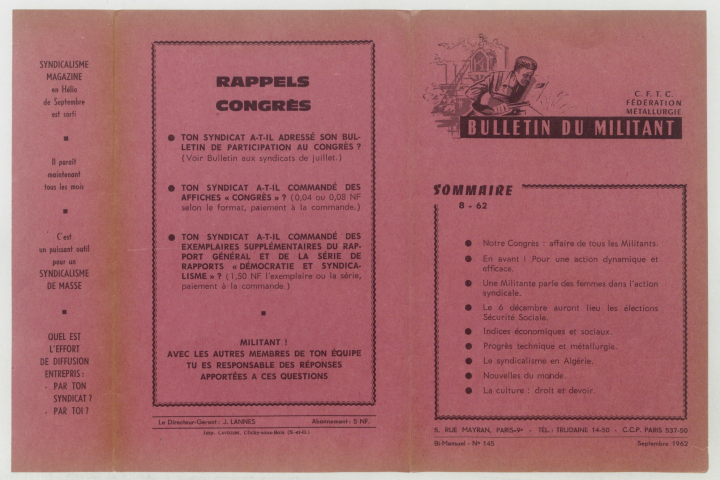 SYNDICALISME
MAGAZINE
en Hélio
de Septembre
est sorti
Il paraît
maintenant
tous les mois
C'est
un puissant outil
pour un
SYNDICALISME
DE MASSE
QUEL EST
L'EFFORT
DE DIFFUSION
ENTREPRIS :
- PAR TON
SYNDICAT ?
- PAR TOI ?
RAPPELS
CONGRÈS
● TON SYNDICAT A-T-IL ADRESSÉ SON BUL-
LETIN DE PARTICIPATION AU CONGRÈS ?
(Voir Bulletin aux syndicats de juillet.)
● TON SYNDICAT A-T-IL COMMANDÉ DES
AFFICHES « CONGRÈS » ? (0,04 ou 0,08 NF
selon le format, paiement à la commande.)
● TON SYNDICAT A-T-IL COMMANDÉ DES
EXEMPLAIRES SUPPLÉMENTAIRES DU RAP-
PORT GÉNÉRAL ET DE LA SÉRIE DE
RAPPORTS « DÉMOCRATIE ET SYNDICA-
LISME » ? (1,50 NF l'exemplaire ou la série,
paiement à la commande.)
MILITANT !
AVEC LES AUTRES MEMBRES DE TON ÉQUIPE
TU ES RESPONSABLE DES RÉPONSES
APPORTÉES A CES QUESTIONS
Le Directeur-Gérant : J. LANNES Abonnement : 5 NF.
Imp. Clichy-sous-Bois (S-et-O.)
C.F.T.C.
FÉDÉRATION
MÉTALLURGIE
BULLETIN DU MILITANT
SOMMAIRE
8 - 62
● Notre Congrès : affaire de tous les Militants.
● En avant ! Pour une action dynamique et
efficace.
● Une Militante parle des femmes dans l'action
syndicale.
● Le 6 décembre auront lieu les élections
Sécurité Sociale.
● Indices économiques et sociaux.
● Progrès technique et métallurgie.
● Le syndicalisme en Algérie.
● Nouvelles du monde.
● La culture : droit et devoir.
5, RUE MAYRAN, PARIS-9e - TÉL. : TRUDAINE 14-50 - C.C.P. PARIS 537-50
Bi-Mensuel - N° 145 Septembre 1962